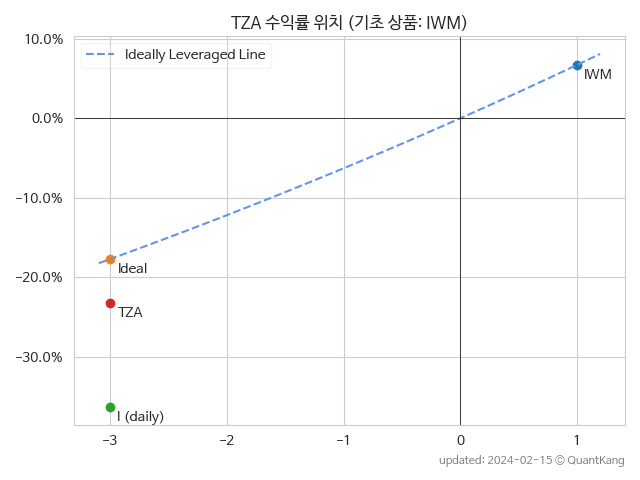 TZA 수익률 위치 (기초 상품: IWM)
10.0%
Ideally Leveraged Line
IWM
0.0%
−10.0%
−20.0%
Ideal
TZA
−30.0%
I (daily)
−3
−2
−1
0
1
updated: 2024-02-15 © QuantKang